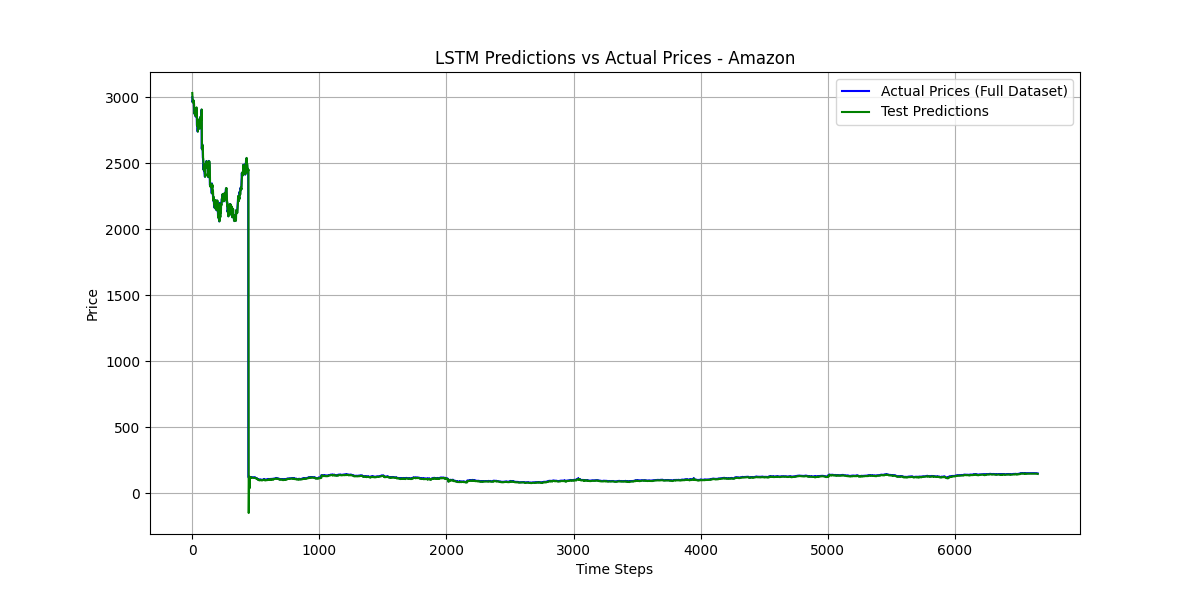 LSTM Predictions vs Actual Prices - Amazon
Actual Prices (Full Dataset)
Test Predictions
Price
3000
2500
2000
1500
1000
500
0
0 1000 2000 3000 4000 5000 6000
Time Steps